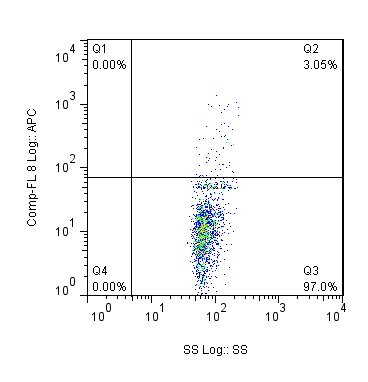 Q1
0.00%
Q2
3.05%
Q4
0.00%
Q3
97.0%
10^4
10^3
10^2
10^1
10^0
Comp-FL 8 Log:: APC
10^0 10^1 10^2 10^3 10^4
SS Log:: SS